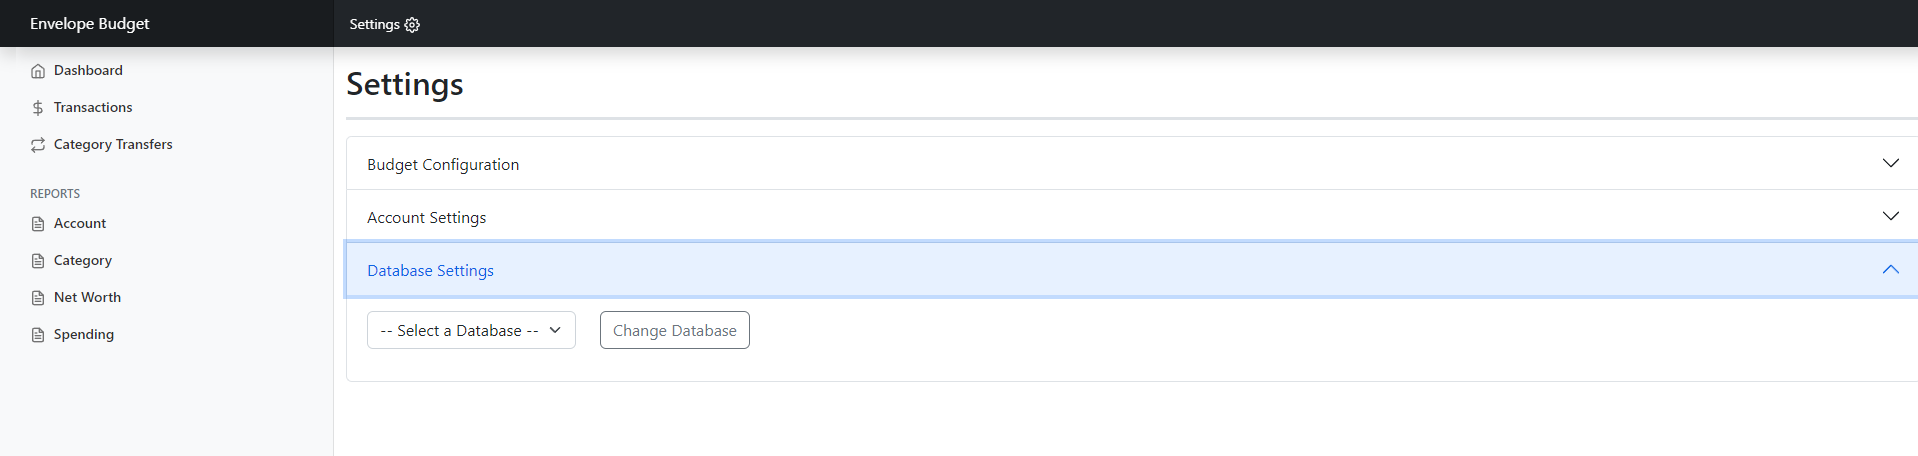 Envelope Budget
Settings
Dashboard
Transactions
Category Transfers
REPORTS
Account
Category
Net Worth
Spending
Settings
Budget Configuration
Account Settings
Database Settings
-- Select a Database --
Change Database